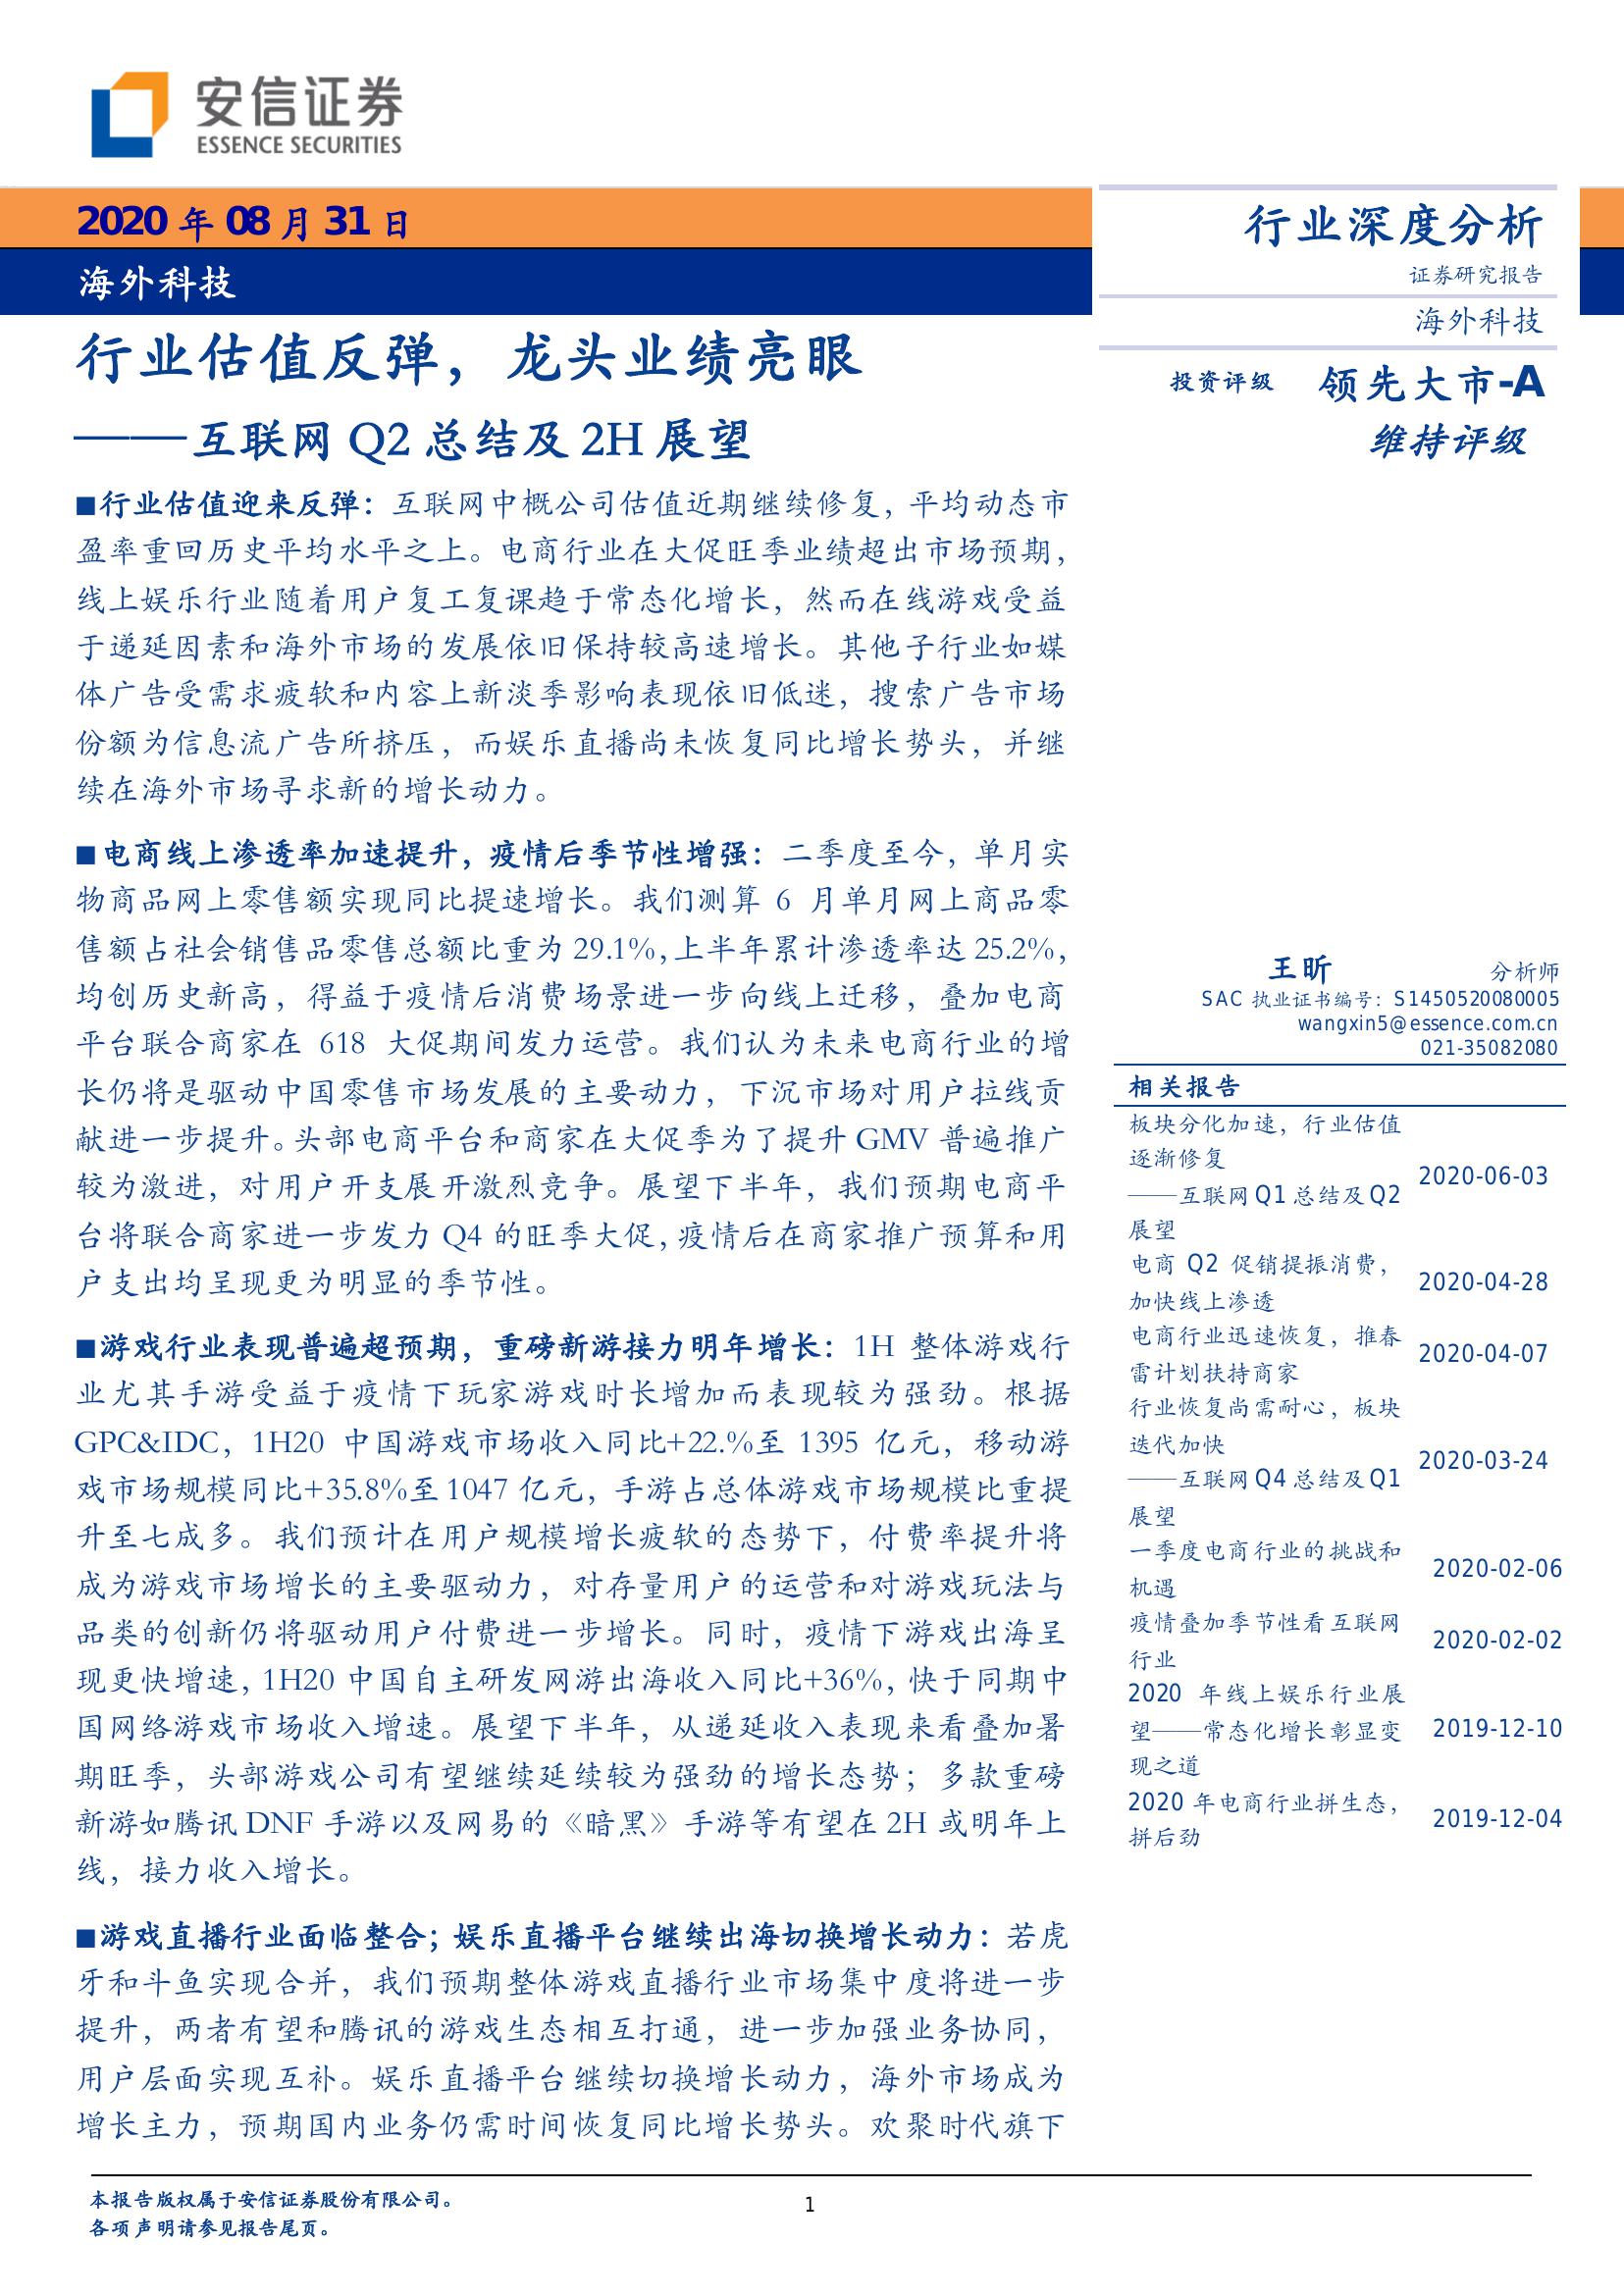 安信证券
ESSENCE SECURITIES
2020 年 08 月 31 日
海外科技
行业估值反弹，龙头业绩亮眼
——互联网 Q2 总结及 2H 展望
■行业估值迎来反弹：互联网中概公司估值近期继续修复，平均动态市
盈率重回历史平均水平之上。电商行业在大促旺季业绩超出市场预期，
线上娱乐行业随着用户复工复课趋于常态化增长，然而在线游戏受益
于递延因素和海外市场的发展依旧保持较高速增长。其他子行业如媒
体广告受需求疲软和内容上新淡季影响表现依旧低迷，搜索广告市场
份额为信息流广告所挤压，而娱乐直播尚未恢复同比增长势头，并继
续在海外市场寻求新的增长动力。
■电商线上渗透率加速提升，疫情后季节性增强：二季度至今，单月实
物商品网上零售额实现同比提速增长。我们测算 6 月单月网上商品零
售额占社会销售品零售总额比重为 29.1%，上半年累计渗透率达 25.2%，
均创历史新高，得益于疫情后消费场景进一步向线上迁移，叠加电商
平台联合商家在 618 大促期间发力运营。我们认为未来电商行业的增
长仍将是驱动中国零售市场发展的主要动力，下沉市场对用户拉线贡
献进一步提升。头部电商平台和商家在大促季为了提升 GMV 普遍推广
较为激进，对用户开支展开激烈竞争。展望下半年，我们预期电商平
台将联合商家进一步发力 Q4 的旺季大促，疫情后在商家推广预算和用
户支出均呈现更为明显的季节性。
■游戏行业表现普遍超预期，重磅新游接力明年增长：1H 整体游戏行
业尤其手游受益于疫情下玩家游戏时长增加而表现较为强劲。根据
GPC&IDC，1H20 中国游戏市场收入同比+22.%至 1395 亿元，移动游
戏市场规模同比+35.8%至 1047 亿元，手游占总体游戏市场规模比重提
升至七成多。我们预计在用户规模增长疲软的态势下，付费率提升将
成为游戏市场增长的主要驱动力，对存量用户的运营和对游戏玩法与
品类的创新仍将驱动用户付费进一步增长。同时，疫情下游戏出海呈
现更快增速，1H20 中国自主研发网游出海收入同比+36%，快于同期中
国网络游戏市场收入增速。展望下半年，从递延收入表现来看叠加暑
期旺季，头部游戏公司有望继续延续较为强劲的增长态势；多款重磅
新游如腾讯 DNF 手游以及网易的《暗黑》手游等有望在 2H 或明年上
线，接力收入增长。
■游戏直播行业面临整合；娱乐直播平台继续出海切换增长动力：若虎
牙和斗鱼实现合并，我们预期整体游戏直播行业市场集中度将进一步
提升，两者有望和腾讯的游戏生态相互打通，进一步加强业务协同，
用户层面实现互补。娱乐直播平台继续切换增长动力，海外市场成为
增长主力，预期国内业务仍需时间恢复同比增长势头。欢聚时代旗下
行业深度分析
证券研究报告
海外科技
投资评级 领先大市-A
维持评级
王昕 分析师
SAC 执业证书编号：S1450520080005
wangxin5@essence.com.cn
021-35082080
相关报告
板块分化加速，行业估值
逐渐修复
——互联网 Q1 总结及 Q2
展望
2020-06-03
电商 Q2 促销提振消费，
加快线上渗透
2020-04-28
电商行业迅速恢复，推春
雷计划扶持商家
2020-04-07
行业恢复尚需耐心，板块
迭代加快
——互联网 Q4 总结及 Q1
展望
2020-03-24
一季度电商行业的挑战和
机遇
2020-02-06
疫情叠加季节性看互联网
行业
2020-02-02
2020 年线上娱乐行业展
望——常态化增长彰显变
现之道
2019-12-10
2020 年电商行业拼生态，
拼后劲
2019-12-04
本报告版权属于安信证券股份有限公司。
各项声明请参见报告尾页。
1